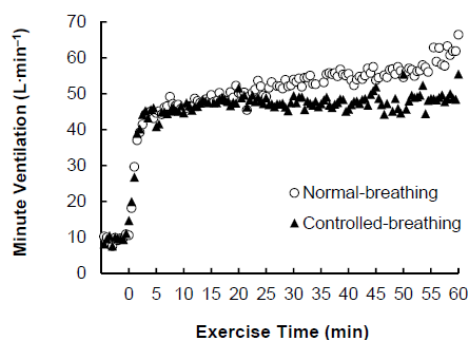 Minute Ventilation (L·min⁻¹)
70
60
50
40
30
20
10
0
Normal-breathing
Controlled-breathing
0 5 10 15 20 25 30 35 40 45 50 55 60
Exercise Time (min)